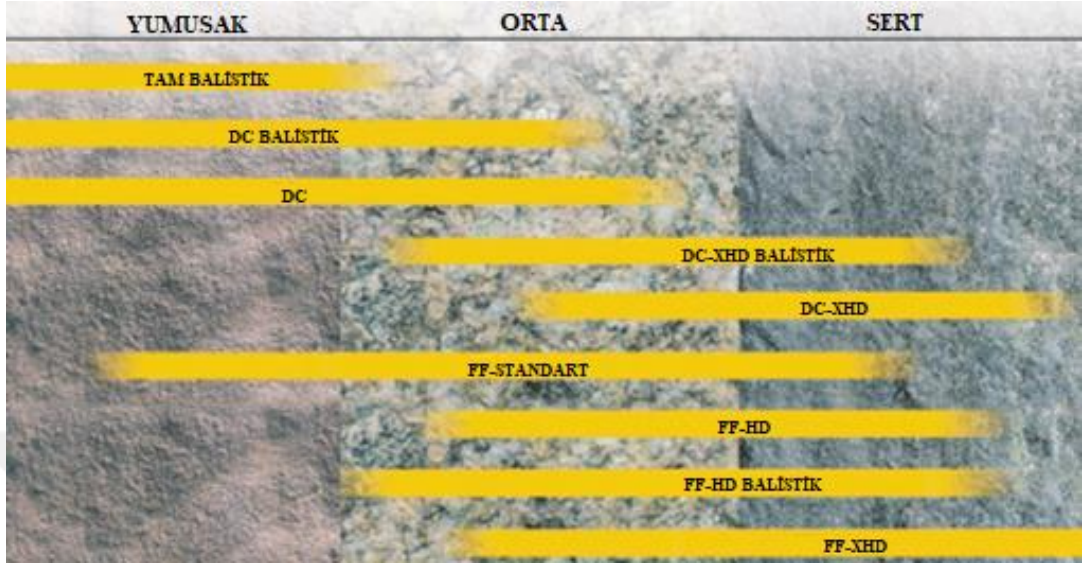 YUMUSAK ORTA SERT
TAM BALİSTİK
DC BALİSTİK
DC
DC-XHD BALİSTİK
DC-XHD
FF-STANDART
FF-HD
FF-HD BALİSTİK
FF-XHD